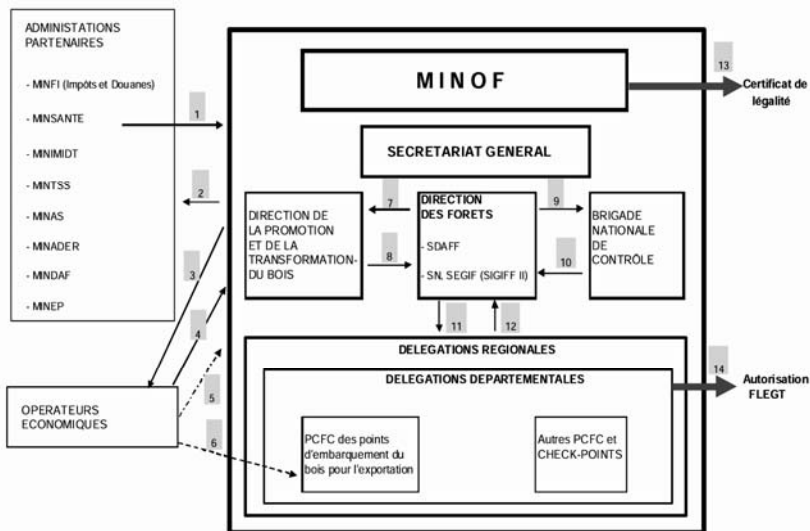 ADMINISTATIONS
PARTENAIRES
- MINFI (Impôts et Douanes)
- MINSANTE
- MINIMIDT
- MINTSS
- MINAS
- MINADER
- MINDAF
- MINEP
1
2
3
4
5
6
OPERATEURS
ECONOMIQUES
MINOF
13
Certificat de
légalité
SECRETARIAT GENERAL
DIRECTION DE
LA PROMOTION
ET DE LA
TRANSFORMATION-
DU BOIS
7
8
DIRECTION
DES FORETS
- SDAFF
- SN. SEGIF (SIGIFF II)
9
10
BRIGADE
NATIONALE
DE
CONTRÔLE
11
12
DELEGATIONS REGIONALES
DELEGATIONS DEPARTEMENTALES
14
Autorisation
FLEGT
PCFC des points
d'embarquement du
bois pour l'exportation
Autres PCFC et
CHECK-POINTS